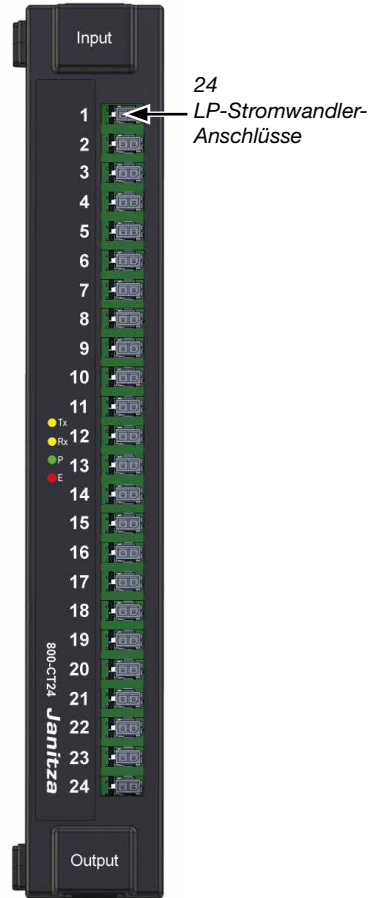 Input
24
LP-Stromwandler-
Anschlüsse
1
2
3
4
5
6
7
8
9
10
11
Tx
12
Rx
13
P
E
14
15
16
17
18
19
20
21
22
23
24
800-CT24 Janitza
Output